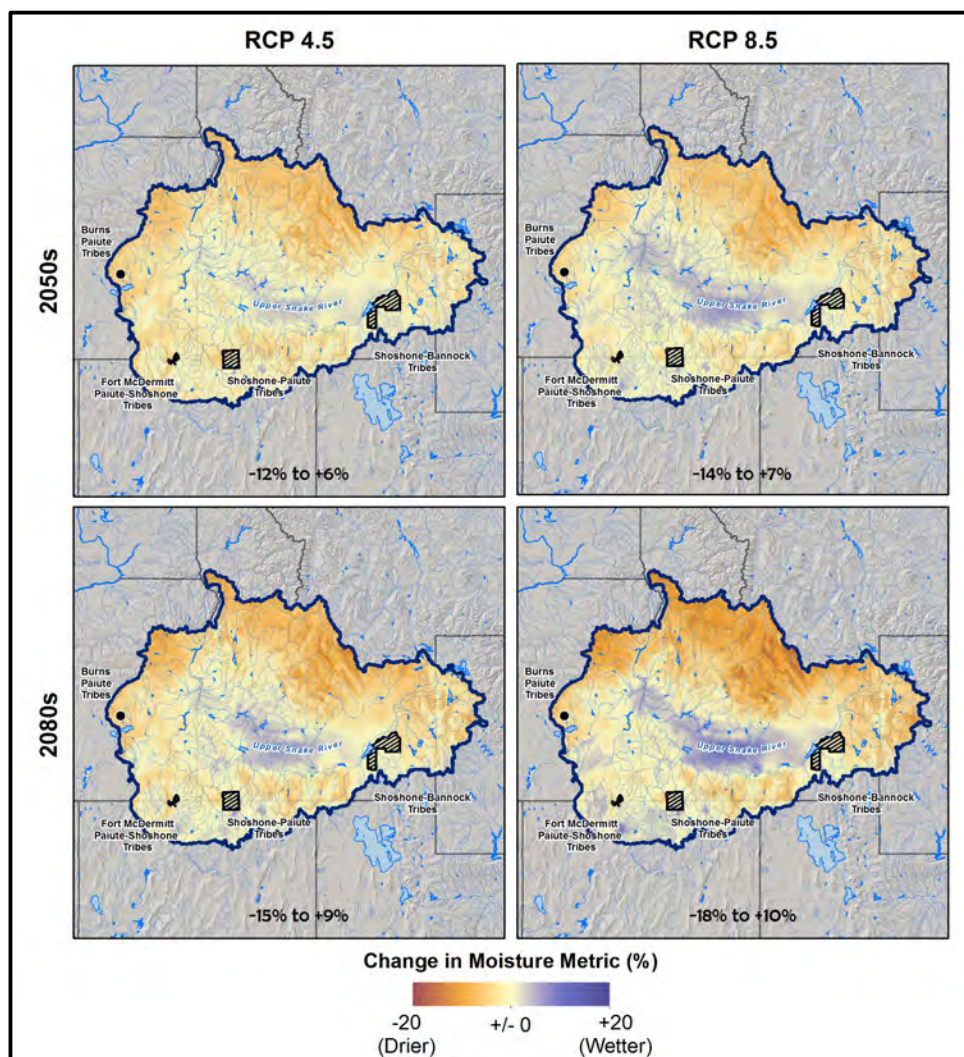 RCP 4.5
RCP 8.5
2050s
Burns
Paiute
Tribes
Upper Snake River
Shoshone-Bannock
Tribes
Fort McDermitt
Paiute-Shoshone
Tribes
Shoshone-Paiute
Tribes
-12% to +6%
Burns
Paiute
Tribes
Upper Snake River
Shoshone-Bannock
Tribes
Fort McDermitt
Paiute-Shoshone
Tribes
Shoshone-Paiute
Tribes
-14% to +7%
2080s
Burns
Paiute
Tribes
Upper Snake River
Shoshone-Bannock
Tribes
Fort McDermitt
Paiute-Shoshone
Tribes
Shoshone-Paiute
Tribes
-15% to +9%
Burns
Paiute
Tribes
Upper Snake River
Shoshone-Bannock
Tribes
Fort McDermitt
Paiute-Shoshone
Tribes
Shoshone-Paiute
Tribes
-18% to +10%
Change in Moisture Metric (%)
-20 +/- 0 +20
(Drier) (Wetter)